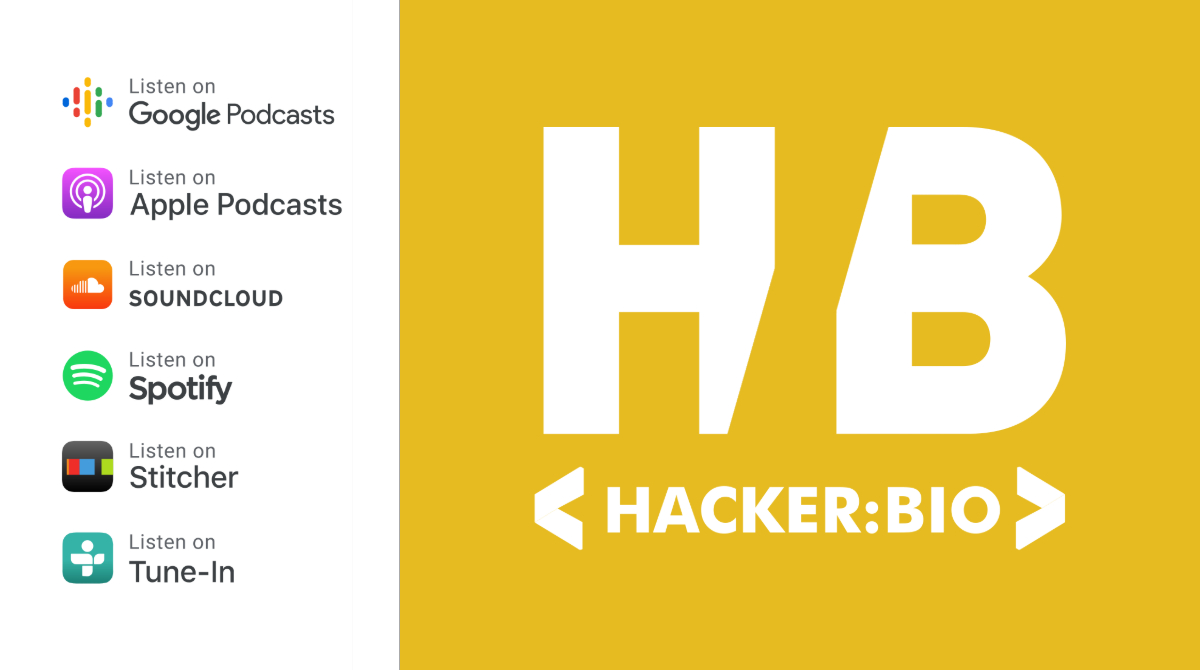 Listen on
Google Podcasts
Listen on
Apple Podcasts
Listen on
SOUNDCLOUD
Listen on
Spotify
Listen on
Stitcher
Listen on
Tune-In
HB
<HACKER:BIO>